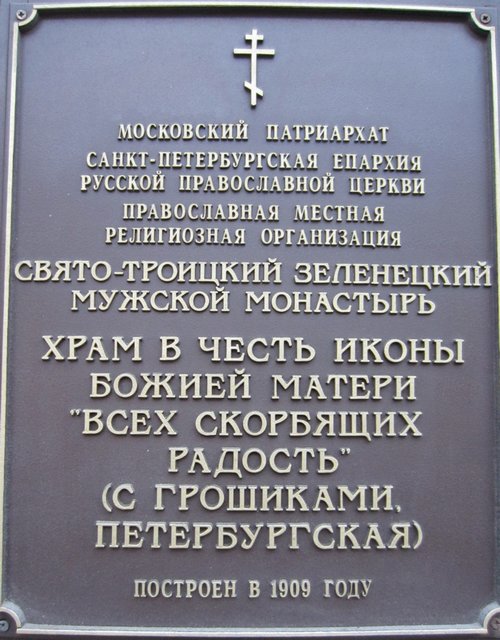 МОСКОВСКИЙ ПАТРИАРХАТ
САНКТ-ПЕТЕРБУРГСКАЯ ЕПАРХИЯ
РУССКОЙ ПРАВОСЛАВНОЙ ЦЕРКВИ
ПРАВОСЛАВНАЯ МЕСТНАЯ
РЕЛИГИОЗНАЯ ОРГАНИЗАЦИЯ
СВЯТО-ТРОИЦКИЙ ЗЕЛЕНЕЦКИЙ
МУЖСКОЙ МОНАСТЫРЬ
ХРАМ В ЧЕСТЬ ИКОНЫ
БОЖИЕЙ МАТЕРИ
"ВСЕХ СКОРБЯЩИХ
РАДОСТЬ"
(С ГРОШИКАМИ,
ПЕТЕРБУРГСКАЯ)
ПОСТРОЕН В 1909 ГОДУ